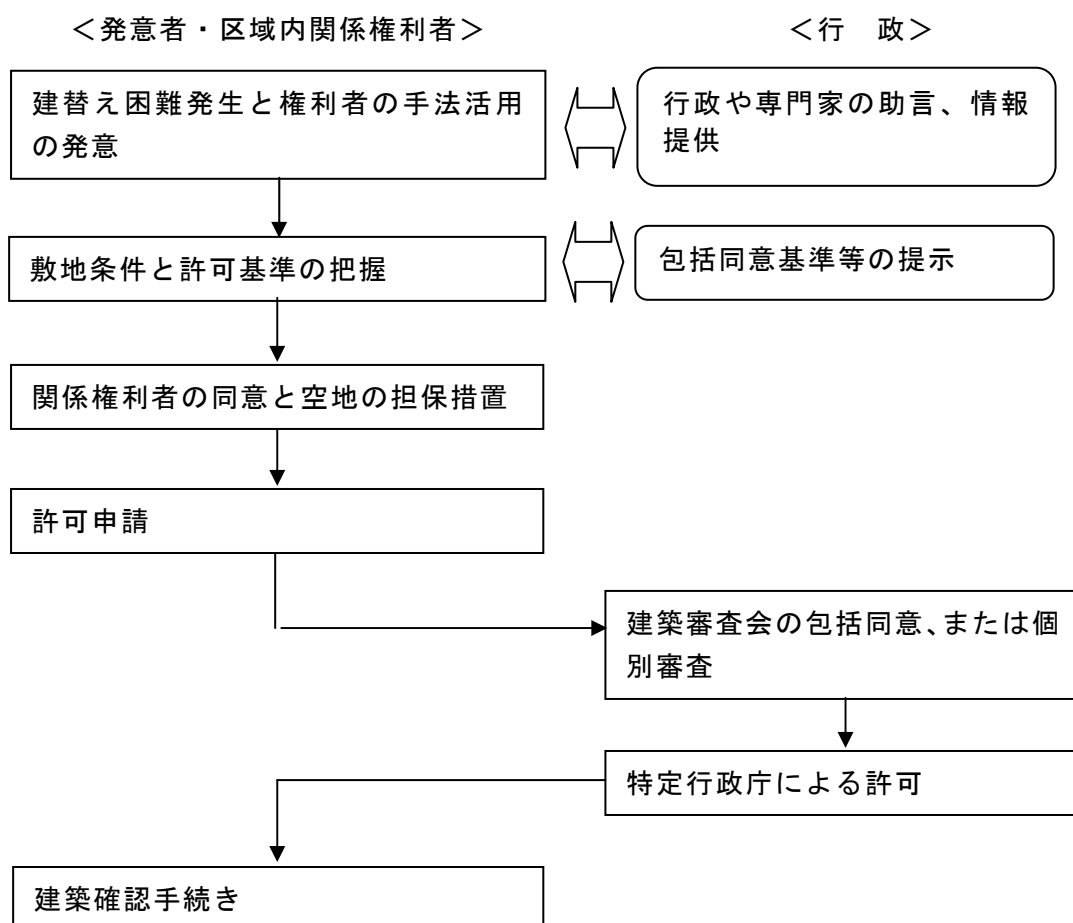 ＜発意者・区域内関係権利者＞
＜行　政＞
建替え困難発生と権利者の手法活用
の発意
行政や専門家の助言、情報
提供
敷地条件と許可基準の把握
包括同意基準等の提示
関係権利者の同意と空地の担保措置
許可申請
建築審査会の包括同意、または個
別審査
特定行政庁による許可
建築確認手続き